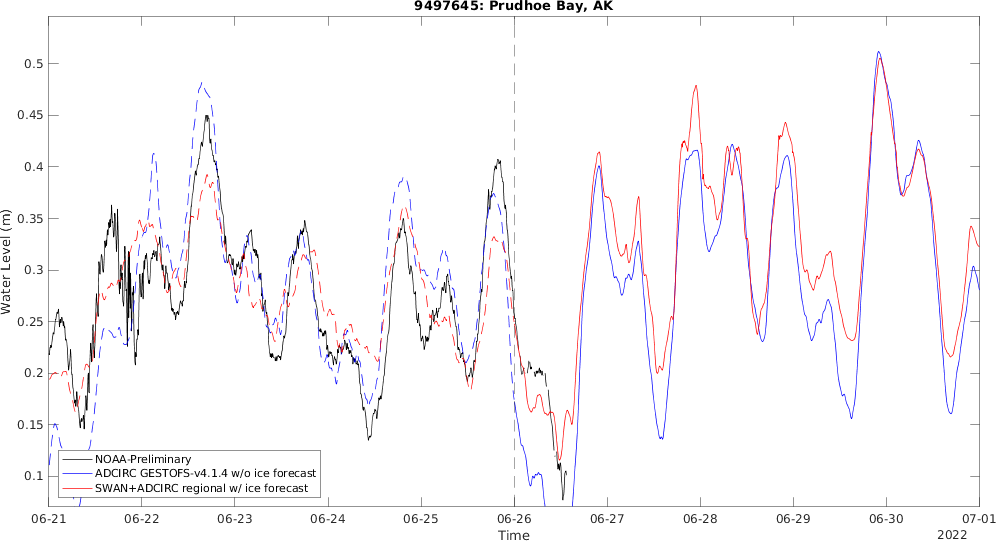 9497645: Prudhoe Bay, AK
0.5
0.45
0.4
0.35
0.3
0.25
0.2
0.15
0.1
Water Level (m)
NOAA-Preliminary
ADCIRC GESTOFS-v4.1.4 w/o ice forecast
SWAN+ADCIRC regional w/ ice forecast
06-21 06-22 06-23 06-24 06-25 06-26 06-27 06-28 06-29 06-30 07-01
Time
2022